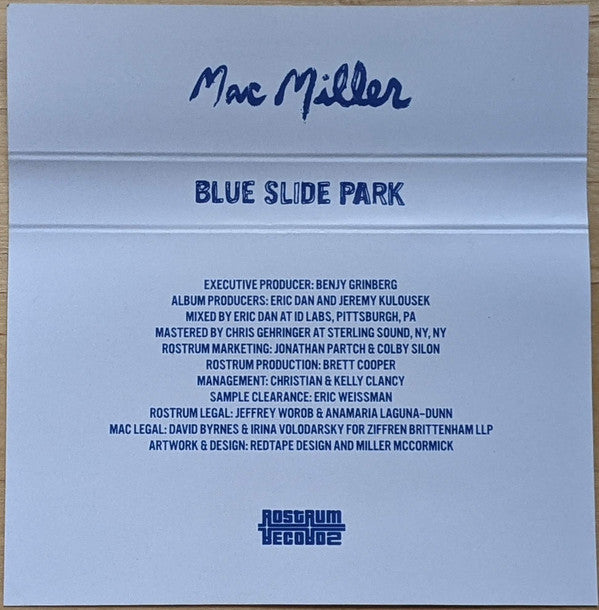 Mac Miller
BLUE SLIDE PARK
EXECUTIVE PRODUCER: BENJY GRINBERG
ALBUM PRODUCERS: ERIC DAN AND JEREMY KULOUSEK
MIXED BY ERIC DAN AT ID LABS, PITTSBURGH, PA
MASTERED BY CHRIS GEHRINGER AT STERLING SOUND, NY, NY
ROSTRUM MARKETING: JONATHAN PARTCH & COLBY SILON
ROSTRUM PRODUCTION: BRETT COOPER
MANAGEMENT: CHRISTIAN & KELLY CLANCY
SAMPLE CLEARANCE: ERIC WEISSMAN
ROSTRUM LEGAL: JEFFREY WOROB & ANAMARIA LAGUNA-DUNN
MAC LEGAL: DAVID BYRNES & IRINA VOLODARSKY FOR ZIFFREN BRITTENHAM LLP
ARTWORK & DESIGN: REDTAPE DESIGN AND MILLER MCCORMICK
ROSTRUM
RECORDS